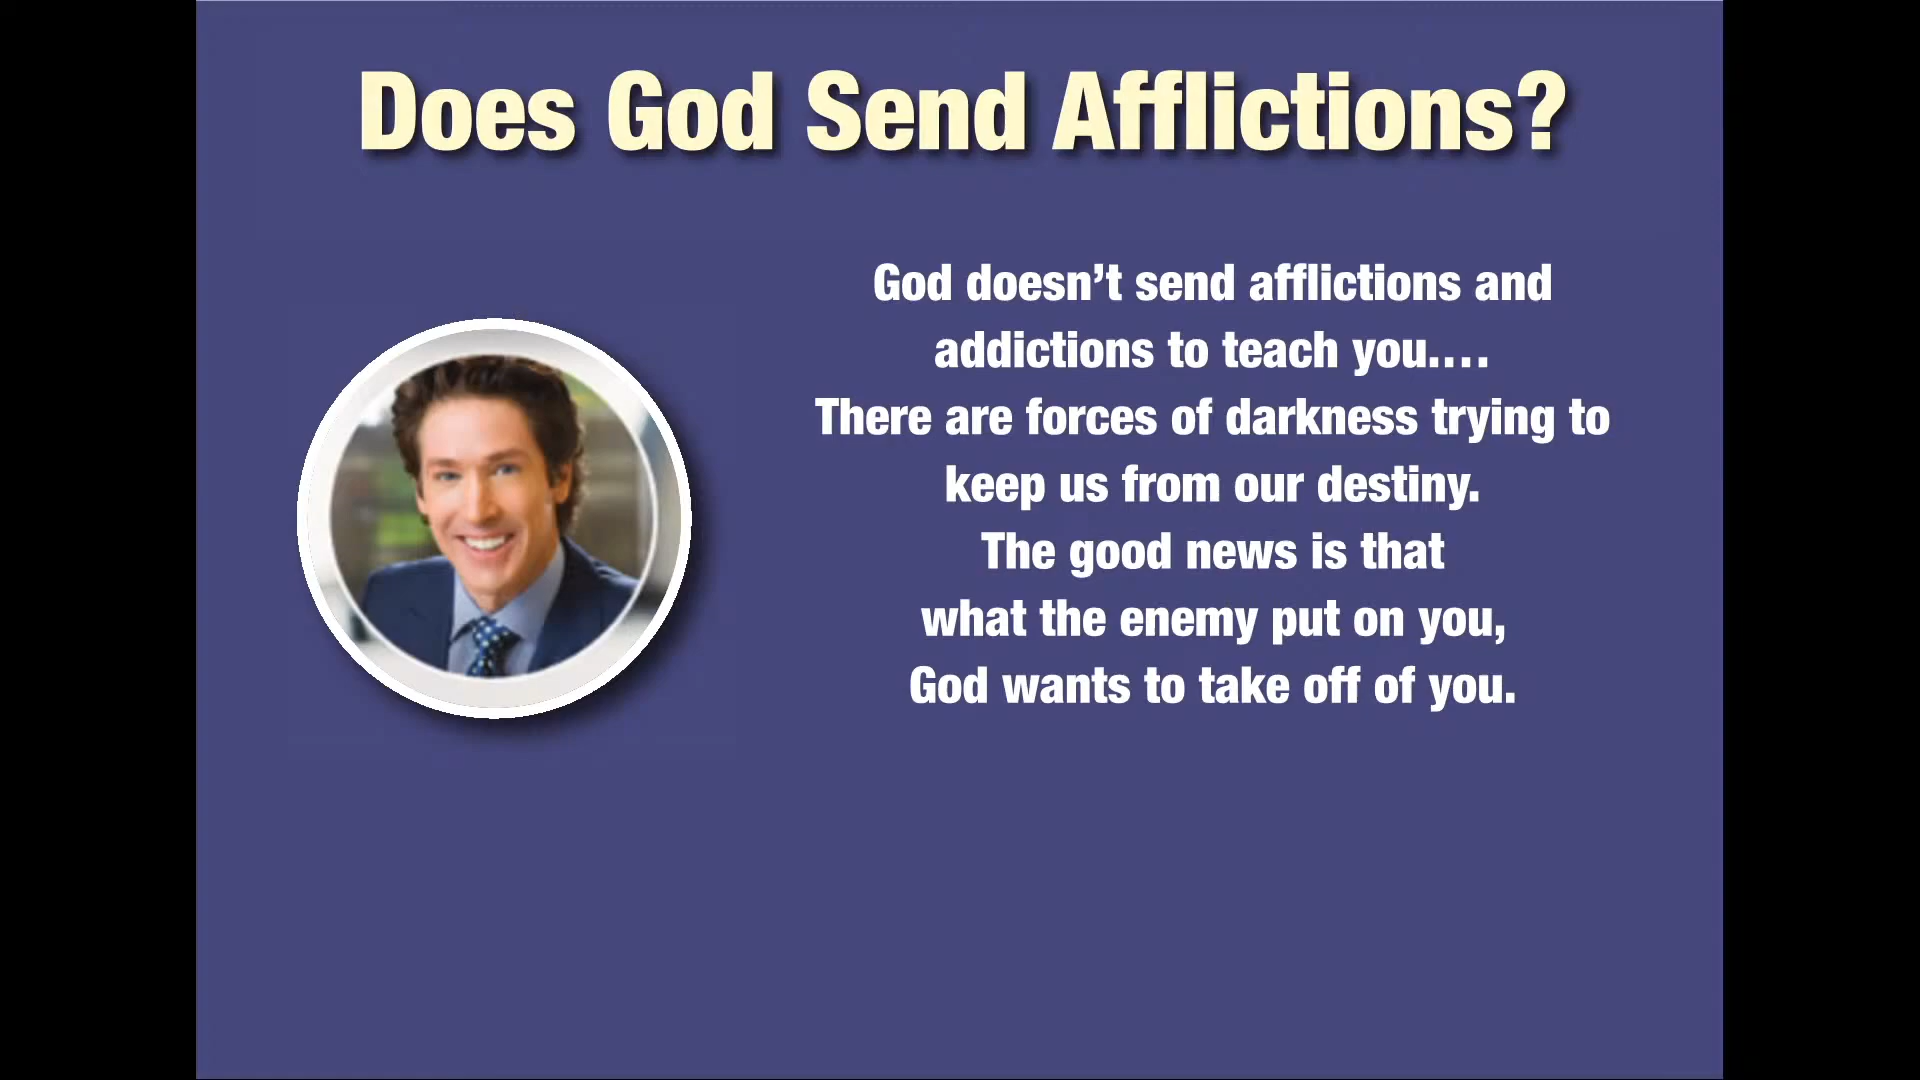 Does God Send Afflictions?
God doesn’t send afflictions and
addictions to teach you....
There are forces of darkness trying to
keep us from our destiny.
The good news is that
what the enemy put on you,
God wants to take off of you.